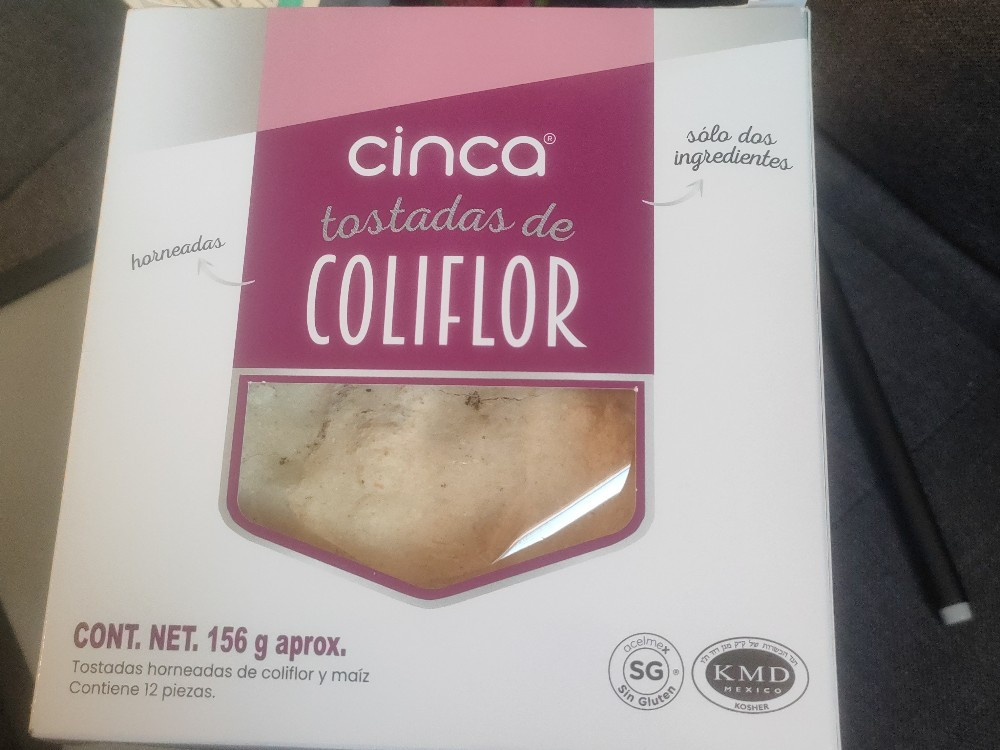 cinca®
tostadas de
COLIFLOR
horneadas
sólo dos
ingredientes
CONT. NET. 156 g aprox.
Tostadas horneadas de coliflor y maíz
Contiene 12 piezas.
acelmex
SG®
Sin Gluten
KMD
MEXICO
KOSHER